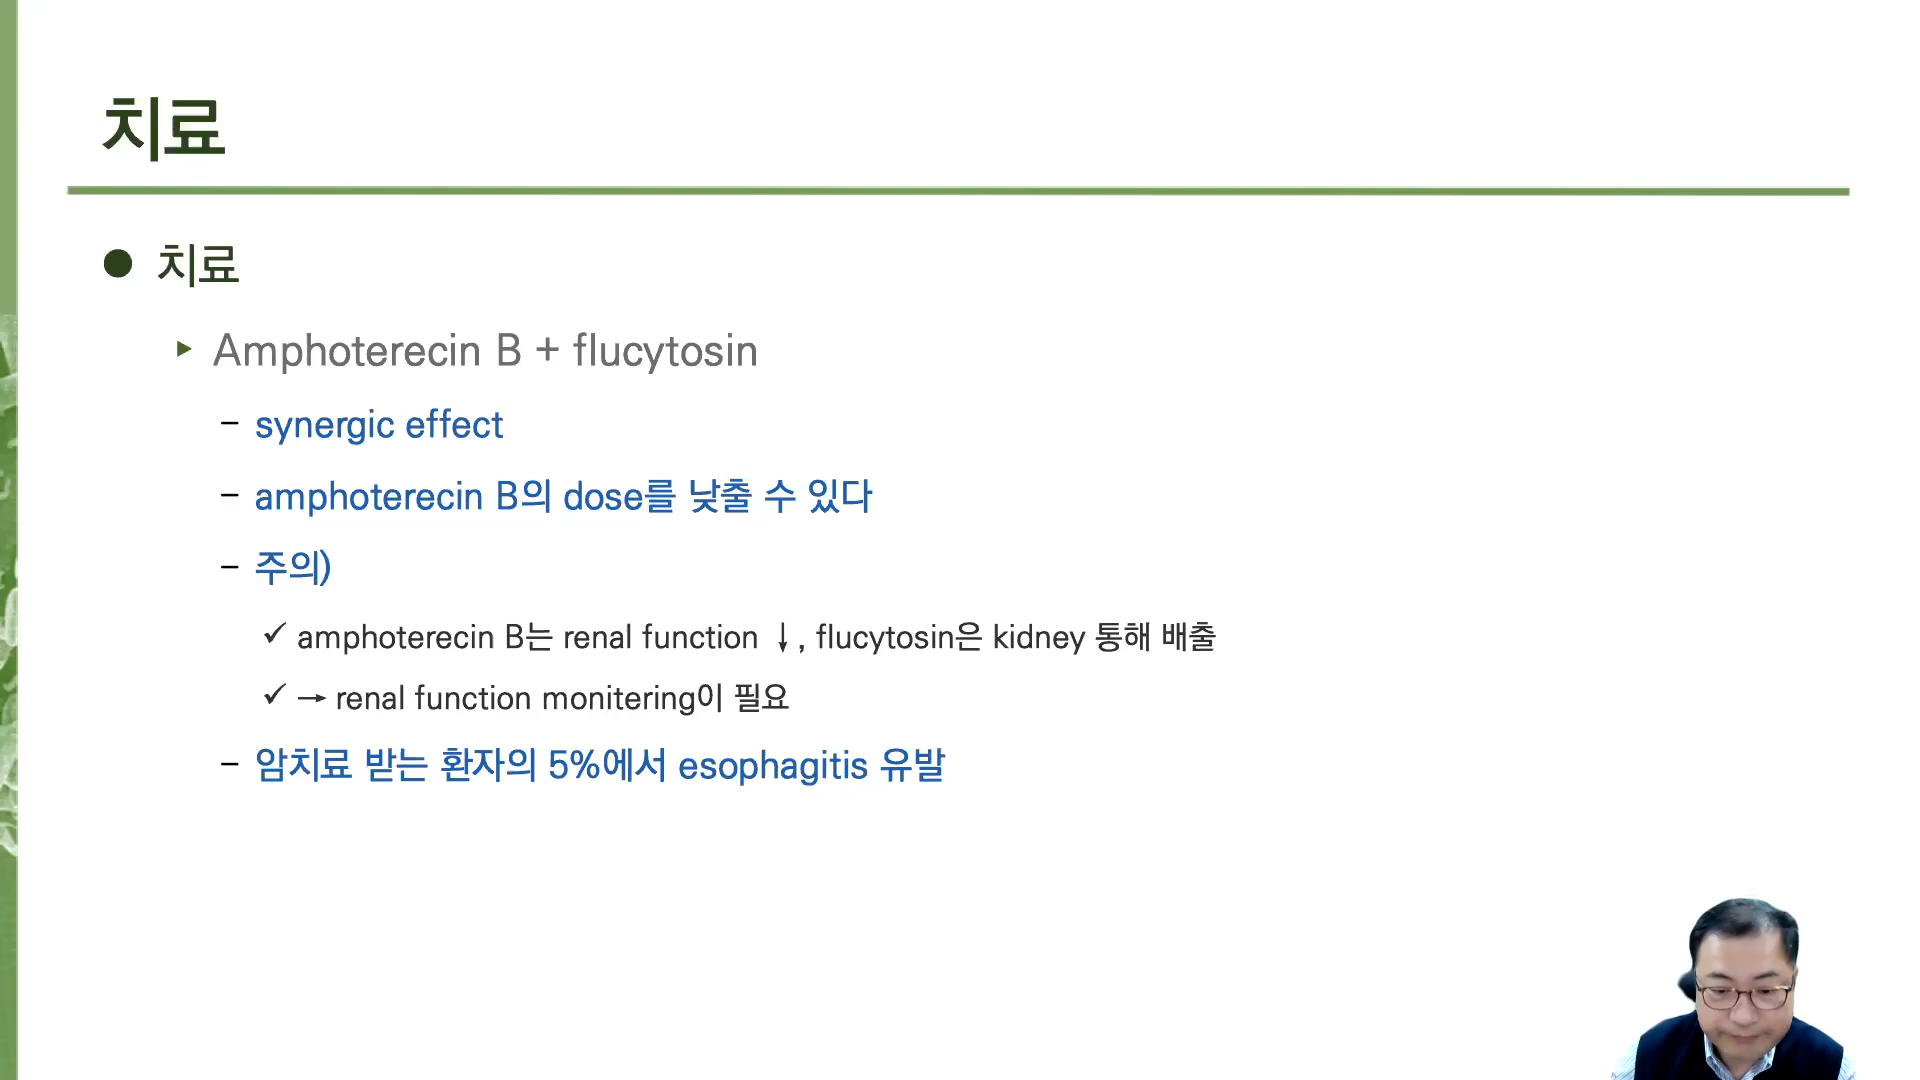 치료
● 치료
▸ Amphoterecin B + flucytosin
– synergic effect
– amphoterecin B의 dose를 낮출 수 있다
– 주의)
✓ amphoterecin B는 renal function ↓, flucytosin은 kidney 통해 배출
✓ → renal function monitering이 필요
– 암치료 받는 환자의 5%에서 esophagitis 유발